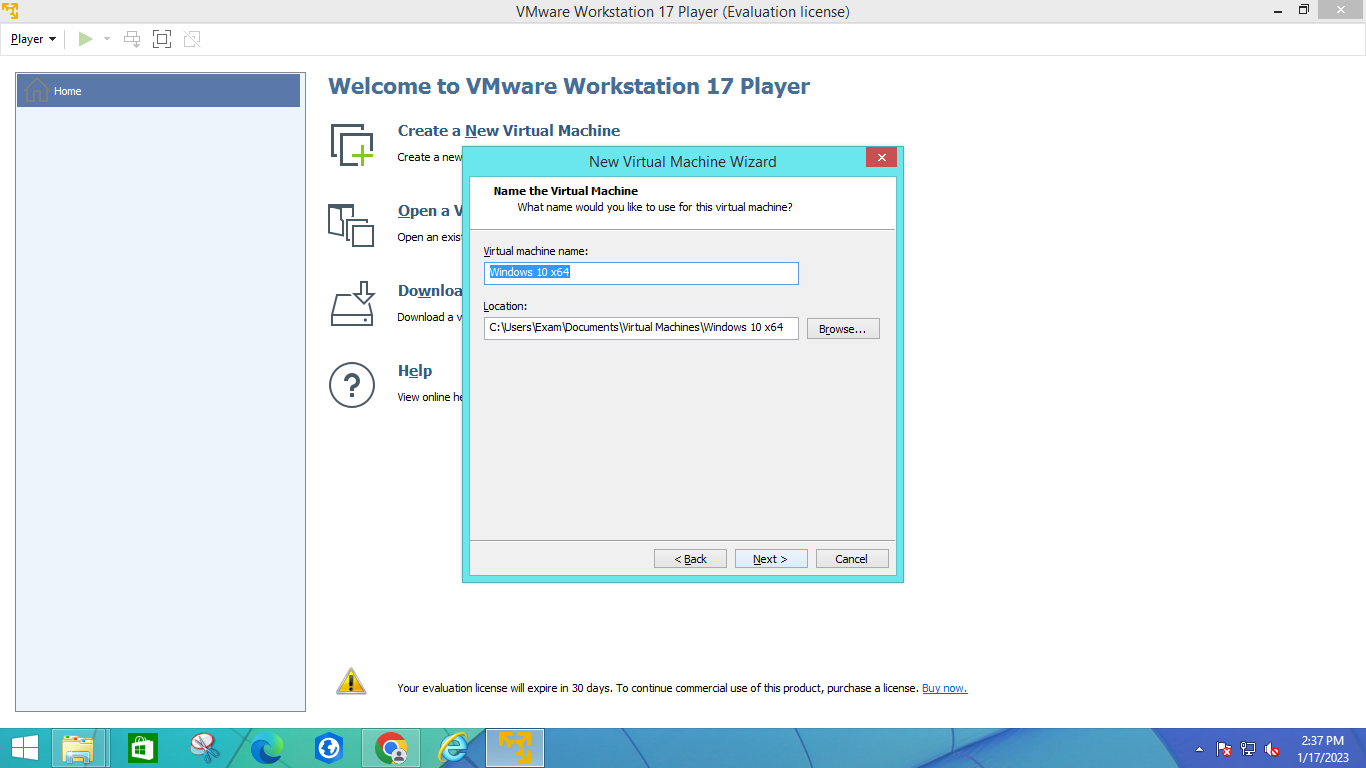 VMware Workstation 17 Player (Evaluation license)
Player
Home
Welcome to VMware Workstation 17 Player
Create a New Virtual Machine
Create a new
Open a V
Open an exis
Downloa
Download a v
Help
View online he
New Virtual Machine Wizard
Name the Virtual Machine
What name would you like to use for this virtual machine?
Virtual machine name:
Windows 10 x64
Location:
C:\Users\Exam\Documents\Virtual Machines\Windows 10 x64
Browse...
< Back
Next >
Cancel
Your evaluation license will expire in 30 days. To continue commercial use of this product, purchase a license. Buy now.
2:37 PM
1/17/2023